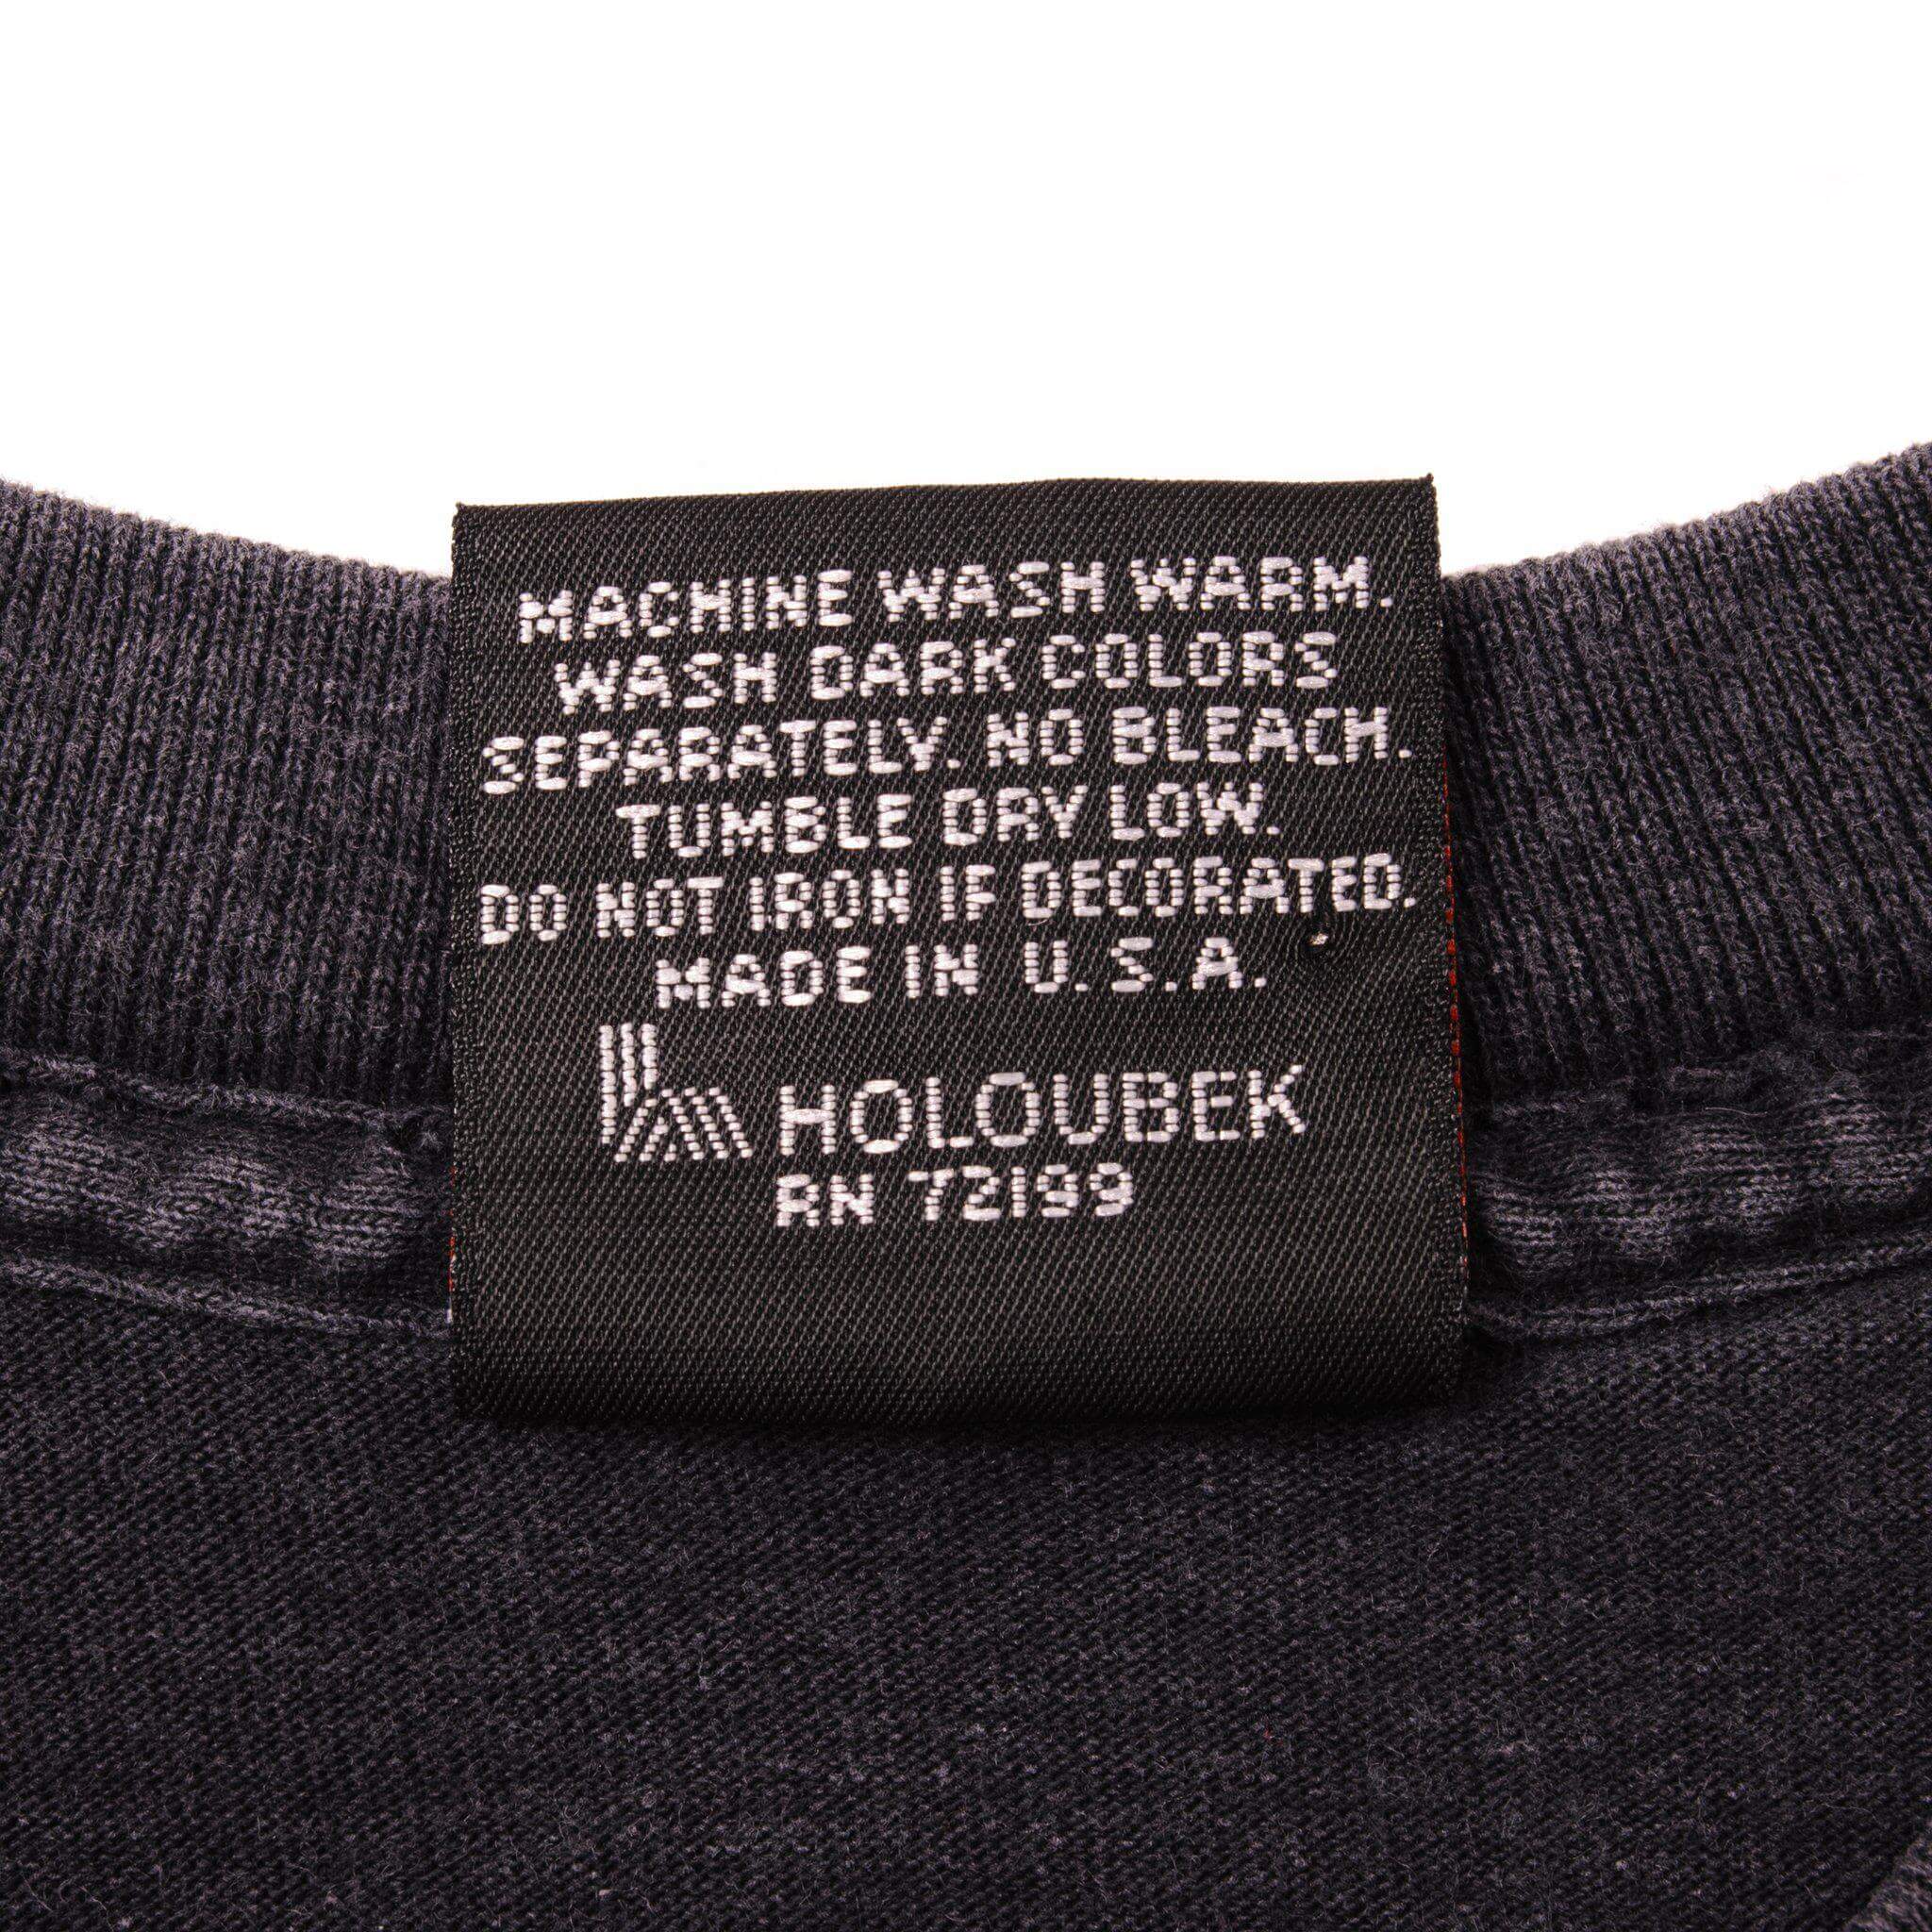 MACHINE WASH WARM.
WASH DARK COLORS
SEPARATELY. NO BLEACH.
TUMBLE DRY LOW.
DO NOT IRON IF DECORATED.
MADE IN U.S.A.
HOLOUBEK
RN 72199